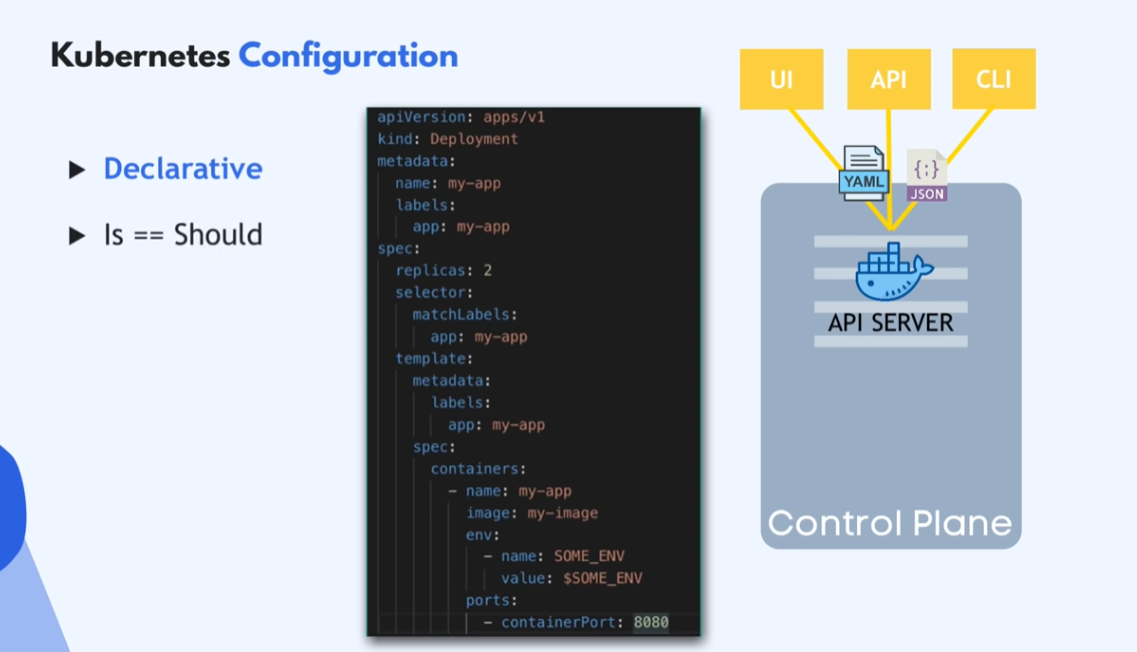 Kubernetes Configuration
Declarative
Is == Should
apiVersion: apps/v1
kind: Deployment
metadata:
  name: my-app
  labels:
    app: my-app
spec:
  replicas: 2
  selector:
    matchLabels:
      app: my-app
  template:
    metadata:
      labels:
        app: my-app
    spec:
      containers:
        - name: my-app
          image: my-image
          env:
            - name: SOME_ENV
              value: $SOME_ENV
          ports:
            - containerPort: 8080
UI
API
CLI
YAML
{;}
JSON
API SERVER
Control Plane